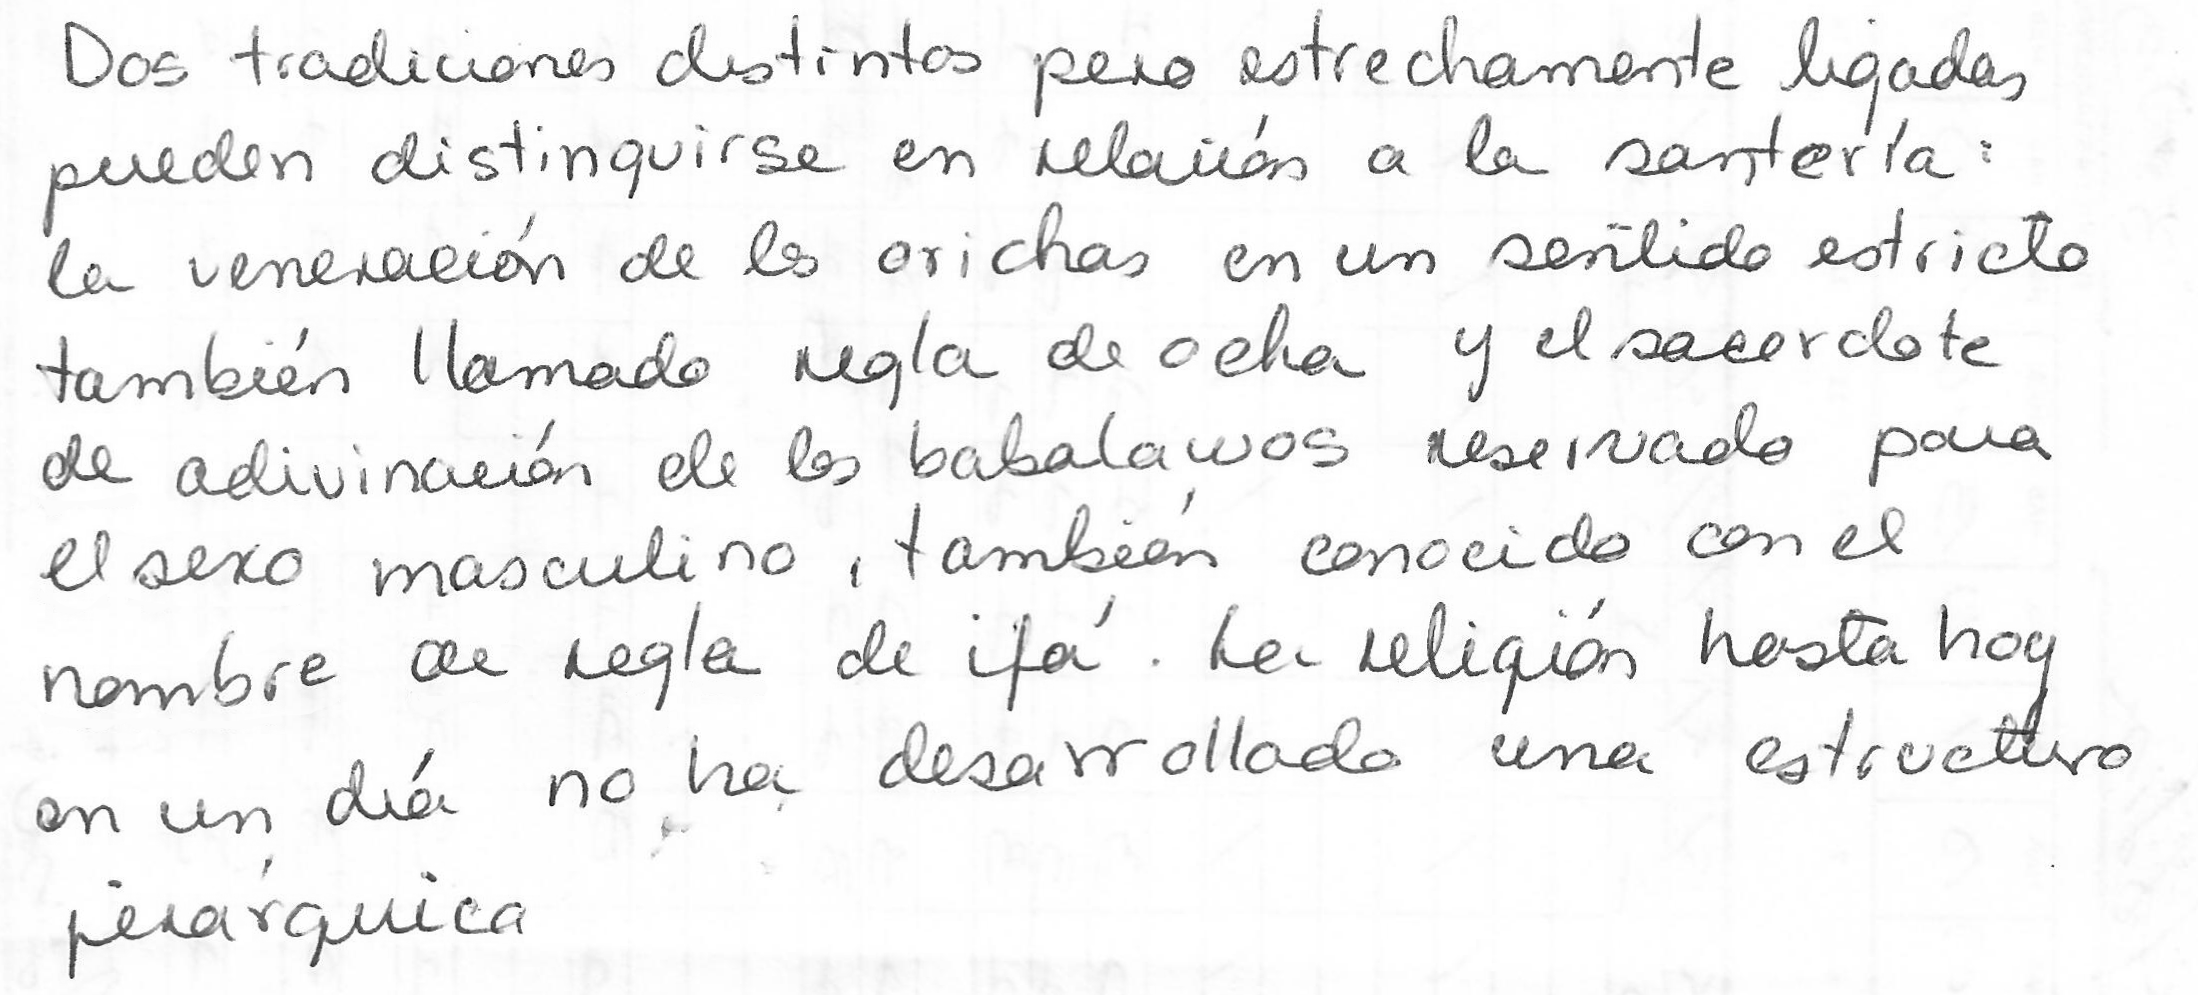 Dos tradiciones distintas pero estrechamente ligadas
pueden distinguirse en relación a la santería:
la veneración de los orichas en un sentido estricto
también llamado regla de ocha y el sacerdote
de adivinación de los babalawos reservado para
el sexo masculino, también conocido con el
nombre de regla de ifá. La religión hasta hoy
en un día no ha desarrollado una estructura
jerárquica